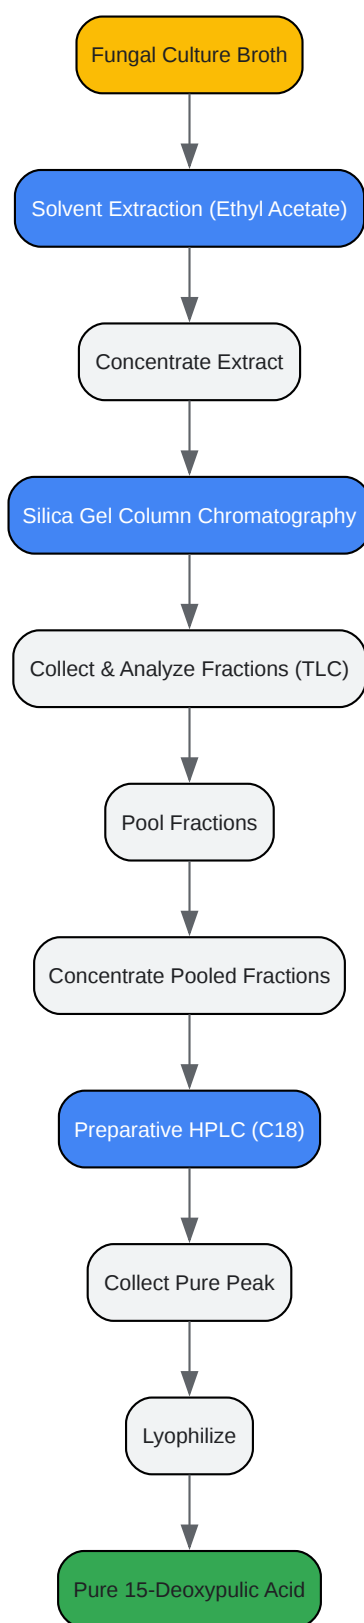 Fungal Culture Broth
Solvent Extraction (Ethyl Acetate)
Concentrate Extract
Silica Gel Column Chromatography
Collect & Analyze Fractions (TLC)
Pool Fractions
Concentrate Pooled Fractions
Preparative HPLC (C18)
Collect Pure Peak
Lyophilize
Pure 15-Deoxypulic Acid